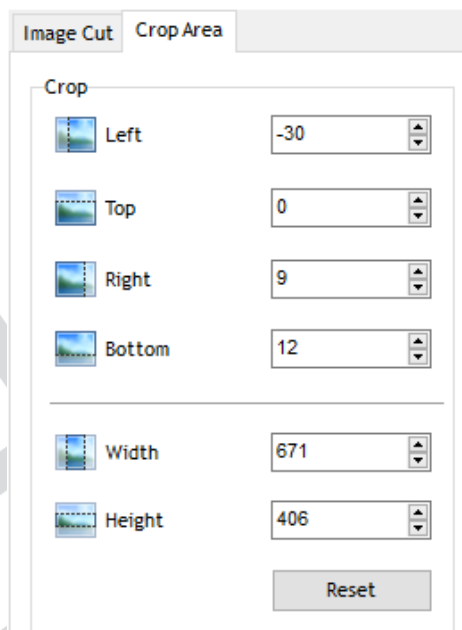 Image Cut Crop Area
Crop
Left -30
Top 0
Right 9
Bottom 12
Width 671
Height 406
Reset